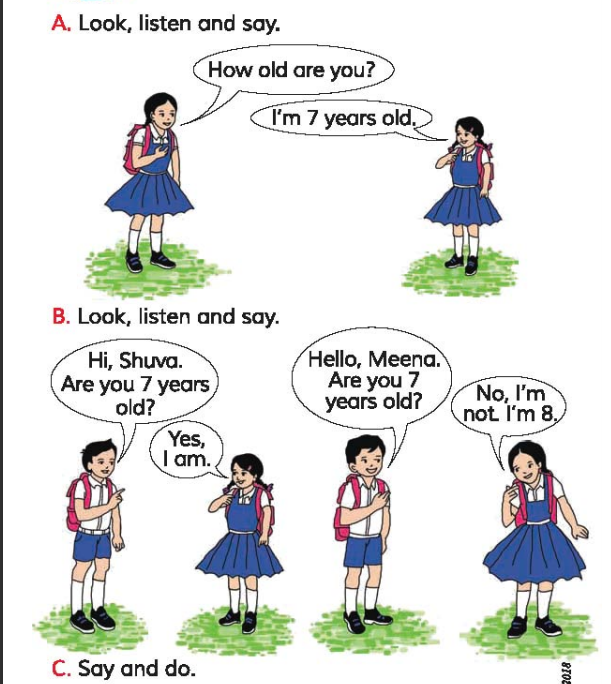 A. Look, listen and say.
How old are you?
I'm 7 years old.
B. Look, listen and say.
Hi, Shuva.
Are you 7 years
old?
Yes,
I am.
Hello, Meena.
Are you 7
years old?
No, I'm
not. I'm 8.
C. Say and do.
2018